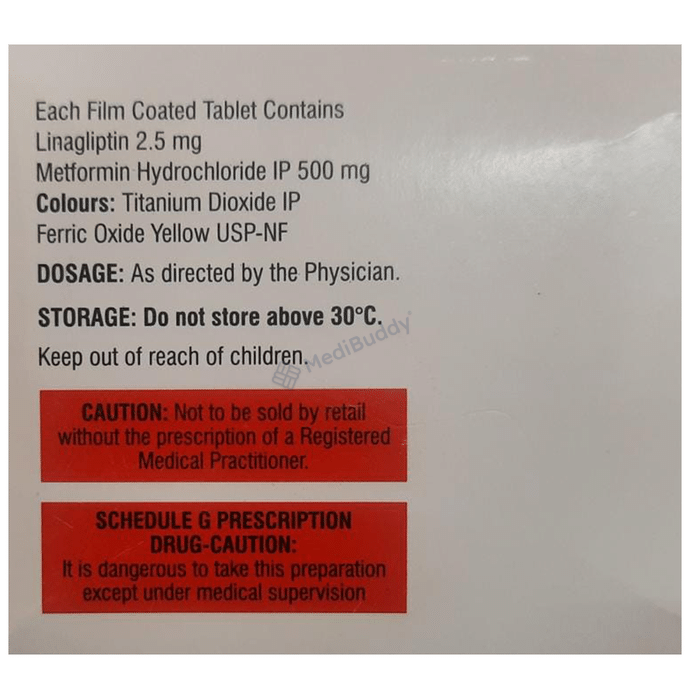 Each Film Coated Tablet Contains
Linagliptin 2.5 mg
Metformin Hydrochloride IP 500 mg
Colours: Titanium Dioxide IP
Ferric Oxide Yellow USP-NF
DOSAGE: As directed by the Physician.
STORAGE: Do not store above 30°C.
Keep out of reach of children.
MediBuddy
CAUTION: Not to be sold by retail
without the prescription of a Registered
Medical Practitioner.
SCHEDULE G PRESCRIPTION
DRUG-CAUTION:
It is dangerous to take this preparation
except under medical supervision